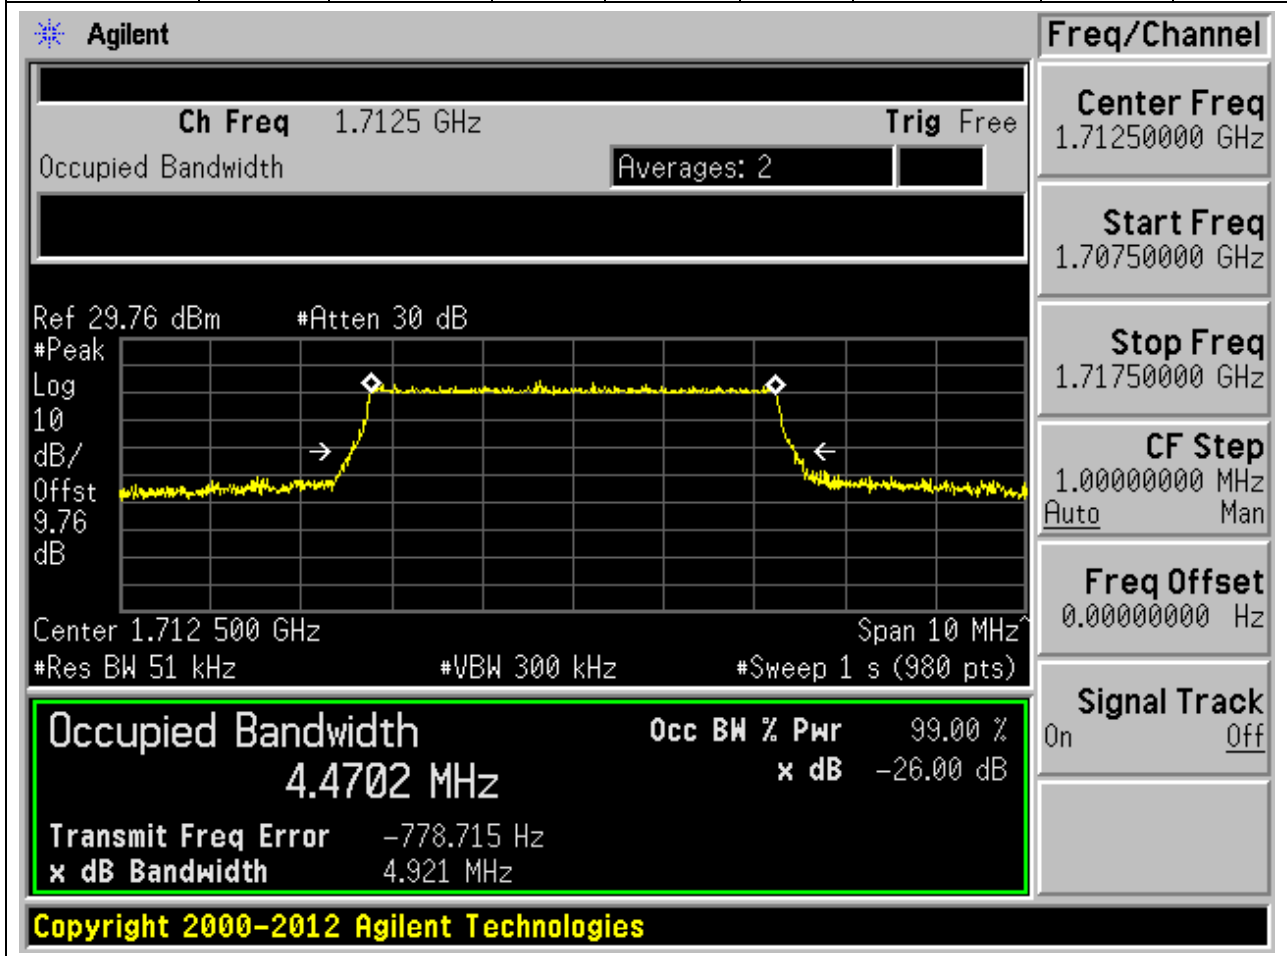 Agilent
Freq/Channel
Ch Freq 1.7125 GHz Trig Free
Occupied Bandwidth Averages: 2
Center Freq
1.71250000 GHz
Start Freq
1.70750000 GHz
Stop Freq
1.71750000 GHz
CF Step
1.00000000 MHz
Auto Man
Freq Offset
0.00000000 Hz
Signal Track
On Off
Ref 29.76 dBm #Atten 30 dB
#Peak
Log
10
dB/
Offst
9.76
dB
Center 1.712 500 GHz Span 10 MHz^
#Res BW 51 kHz #VBW 300 kHz #Sweep 1 s (980 pts)
Occupied Bandwidth Occ BW % Pwr 99.00 %
4.4702 MHz x dB -26.00 dB
Transmit Freq Error -778.715 Hz
x dB Bandwidth 4.921 MHz
Copyright 2000-2012 Agilent Technologies